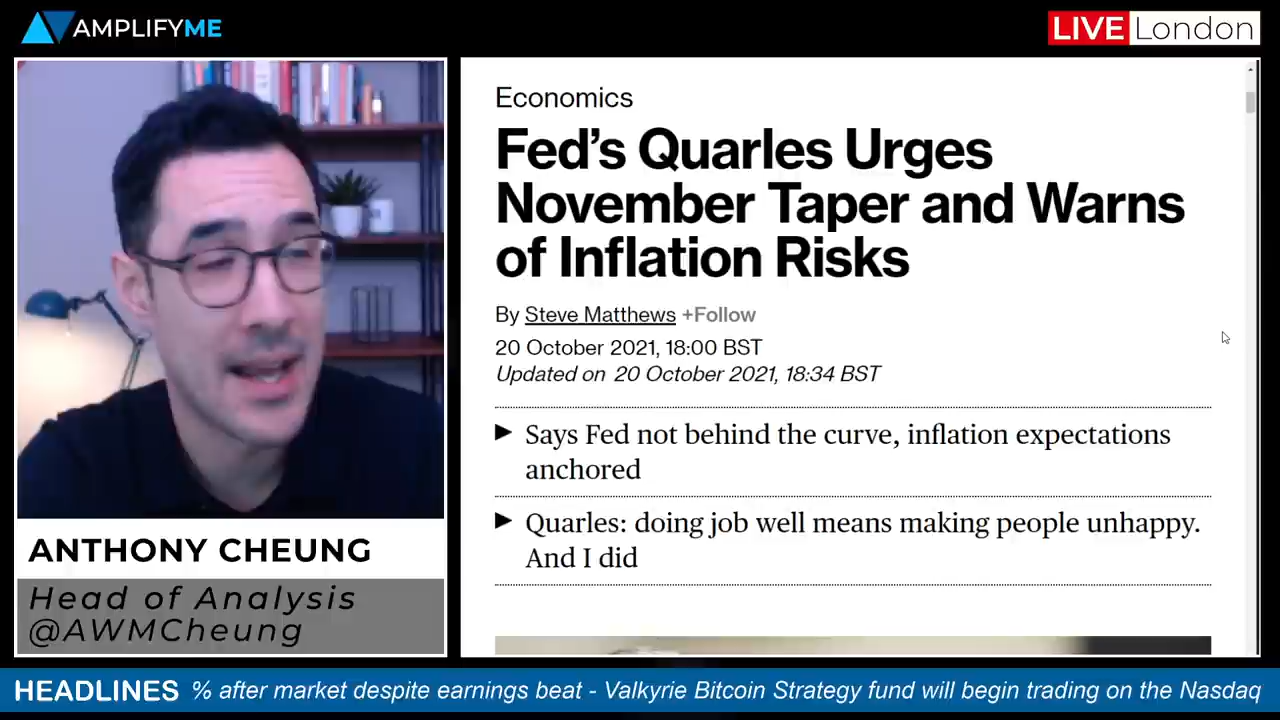 AMPLIFYME
LIVE London
Economics
Fed’s Quarles Urges
November Taper and Warns
of Inflation Risks
By Steve Matthews +Follow
20 October 2021, 18:00 BST
Updated on 20 October 2021, 18:34 BST
Says Fed not behind the curve, inflation expectations
anchored
Quarles: doing job well means making people unhappy.
And I did
ANTHONY CHEUNG
Head of Analysis
@AWMCheung
HEADLINES % after market despite earnings beat - Valkyrie Bitcoin Strategy fund will begin trading on the Nasdaq